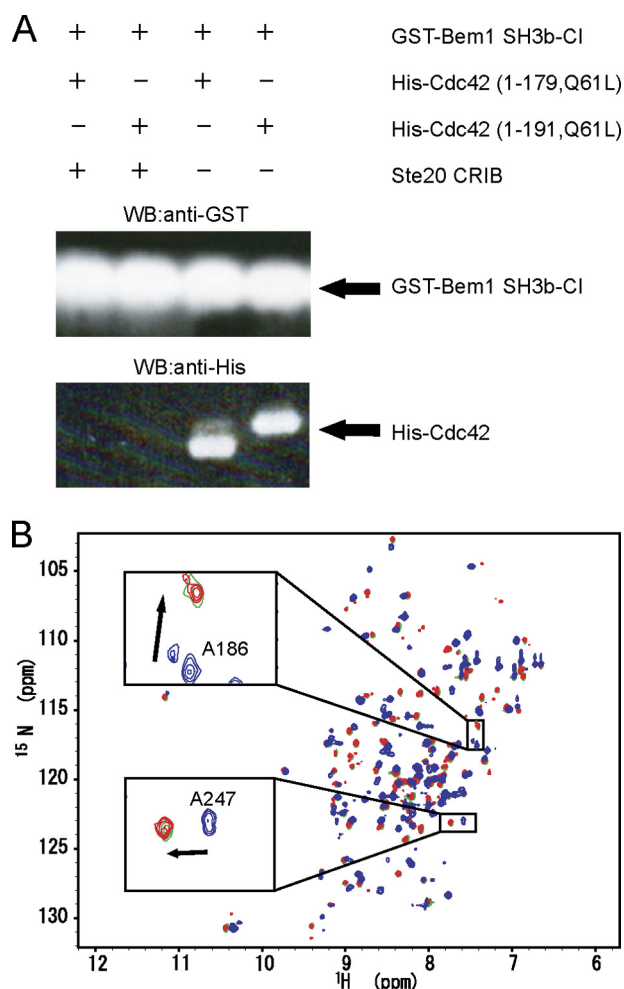 A
+ + + + GST-Bem1 SH3b-CI
+ − + − His-Cdc42 (1-179,Q61L)
− + − + His-Cdc42 (1-191,Q61L)
+ + − − Ste20 CRIB
WB:anti-GST
GST-Bem1 SH3b-CI
WB:anti-His
His-Cdc42
B
105
110
115
120
125
130
15N (ppm)
A186
A247
12 11 10 9 8 7 6
1H (ppm)